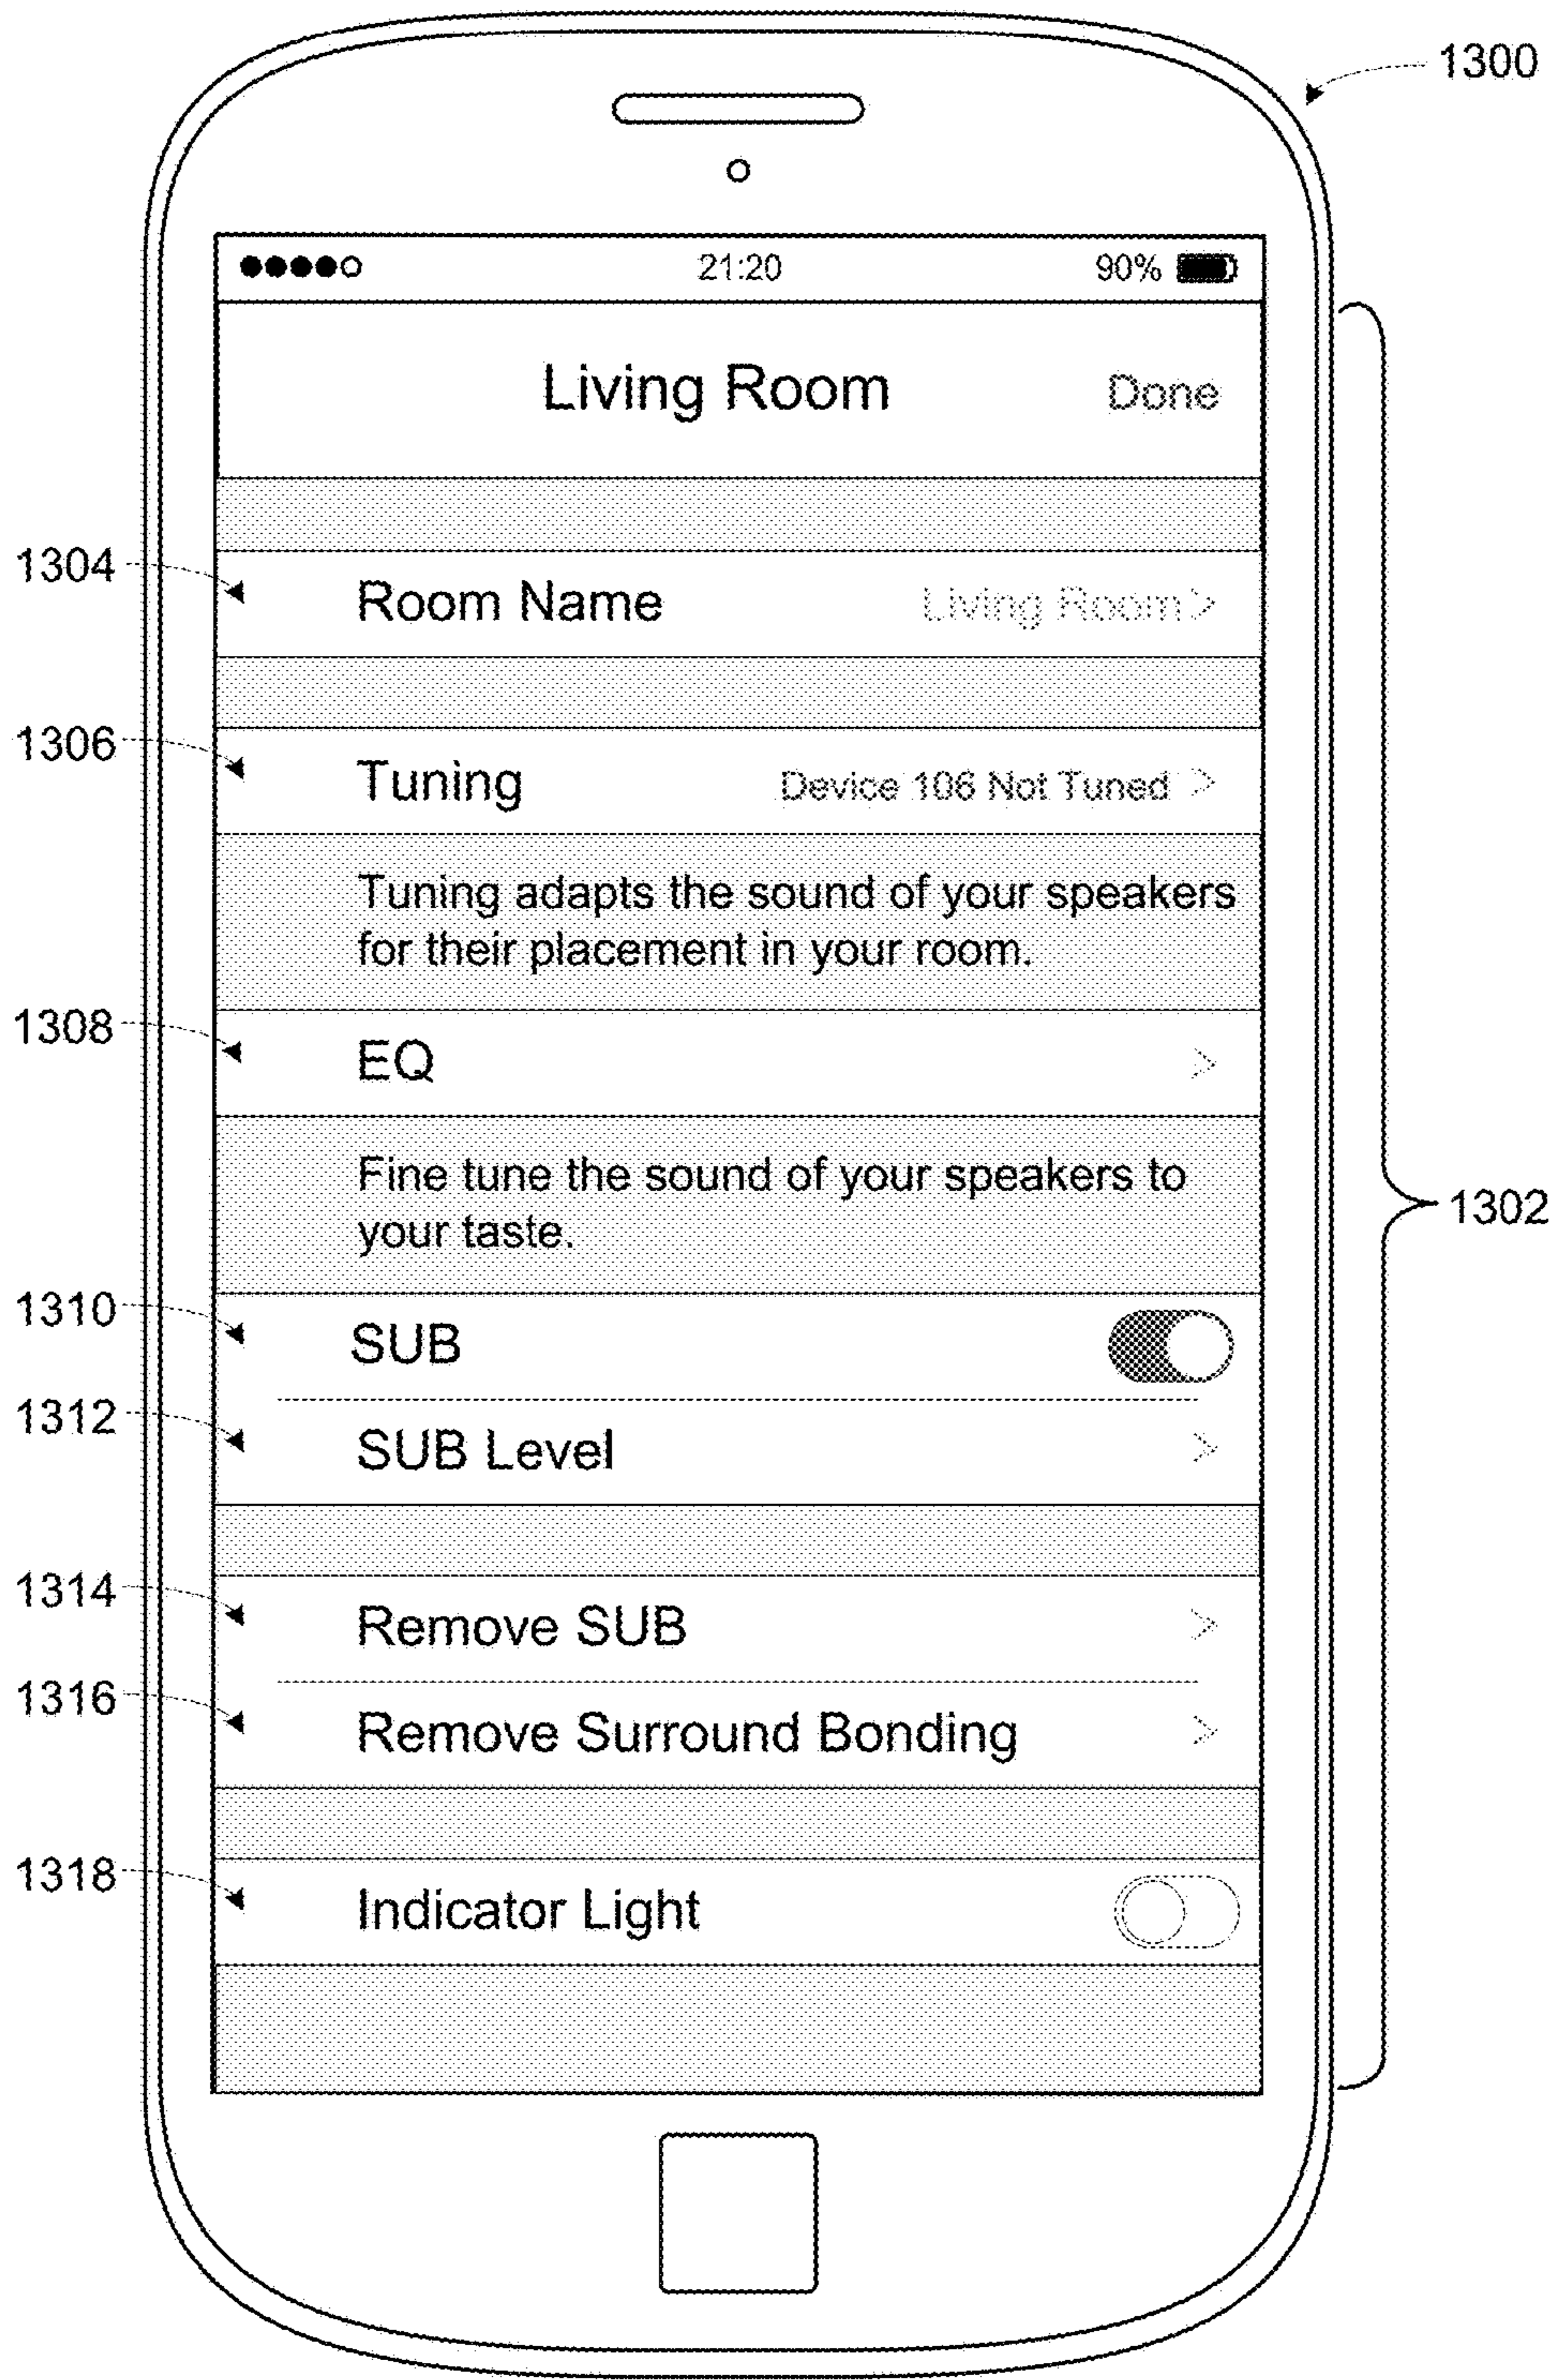 1300
21:20 90%
Living Room Done
1304 Room Name Living Room >
1306 Tuning Device 106 Not Tuned >
Tuning adapts the sound of your speakers
for their placement in your room.
1308 EQ >
Fine tune the sound of your speakers to
your taste.
1302
1310 SUB
1312 SUB Level >
1314 Remove SUB >
1316 Remove Surround Bonding >
1318 Indicator Light